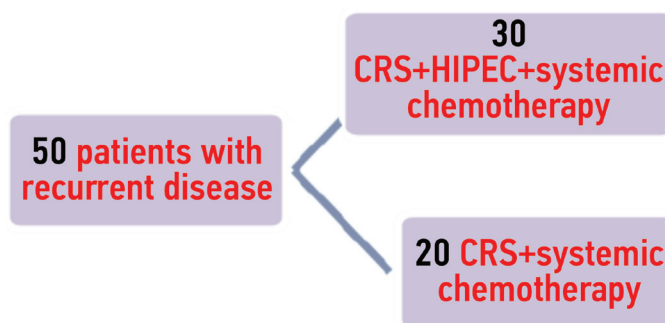 50 patients with
recurrent disease
30
CRS+HIPEC+systemic
chemotherapy
20 CRS+systemic
chemotherapy